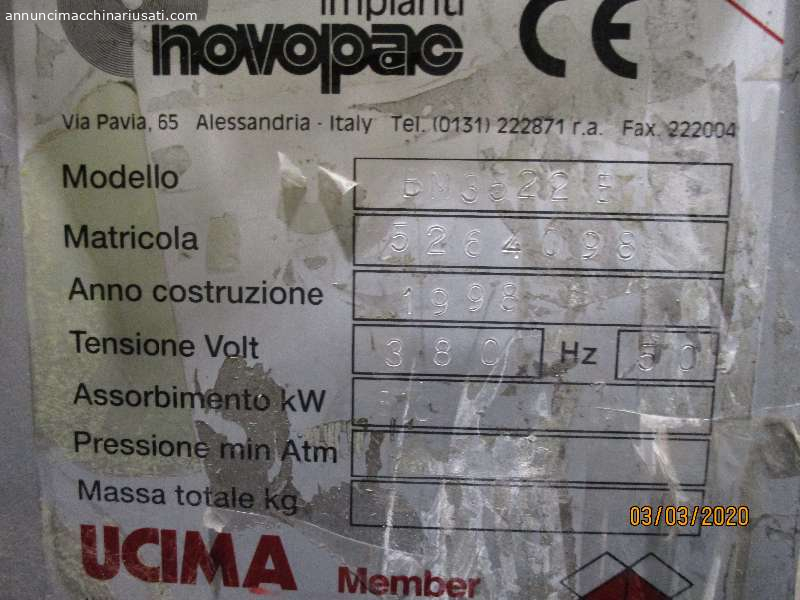 annuncimacchinariusati.com
impianti
novopac CE
Via Pavia, 65 Alessandria - Italy Tel. (0131) 222871 r.a. Fax. 222004
Modello
Matricola 5264098
Anno costruzione 1998
Tensione Volt 380 Hz 50
Assorbimento kW
Pressione min Atm
Massa totale kg
03/03/2020
UCIMA Member